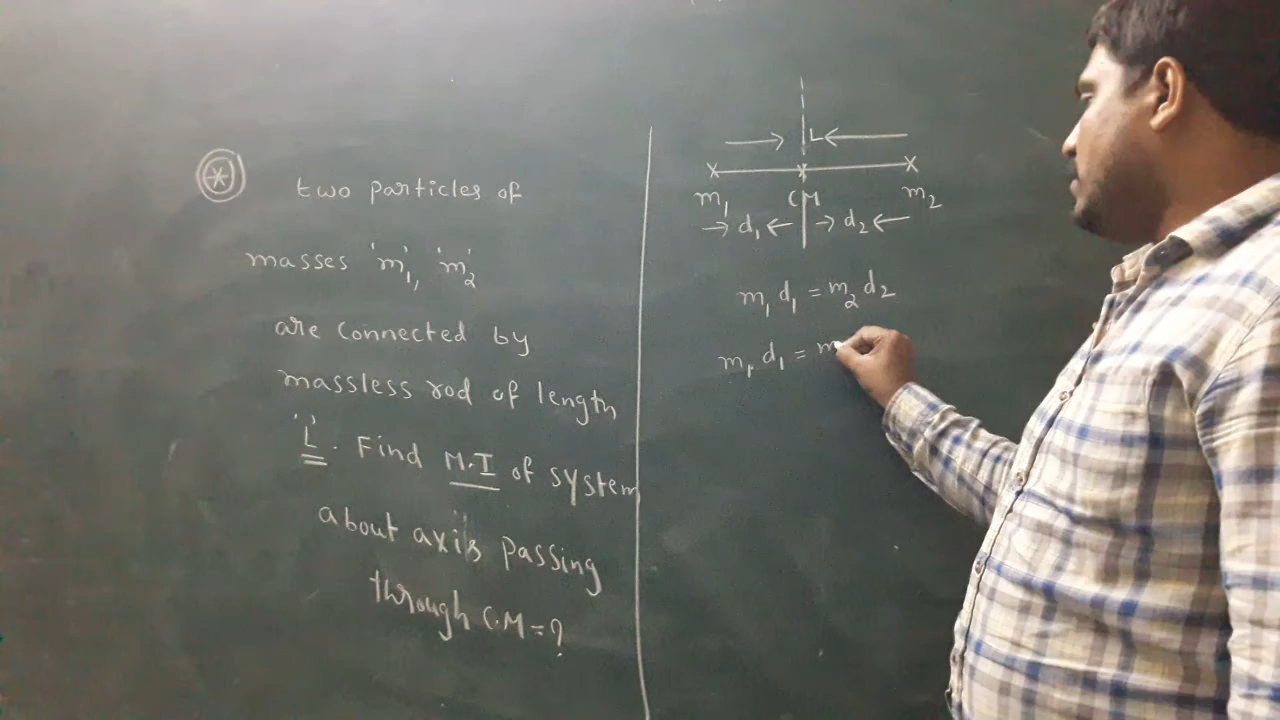 (*) two particles of
masses 'm₁', 'm₂'
are connected by
massless rod of length
'L'. Find M.I of system
about axis passing
through C.M = ?
L
m₁ CM m₂
→ d₁ ← → d₂ ←
m₁ d₁ = m₂ d₂
m₁ d₁ = m